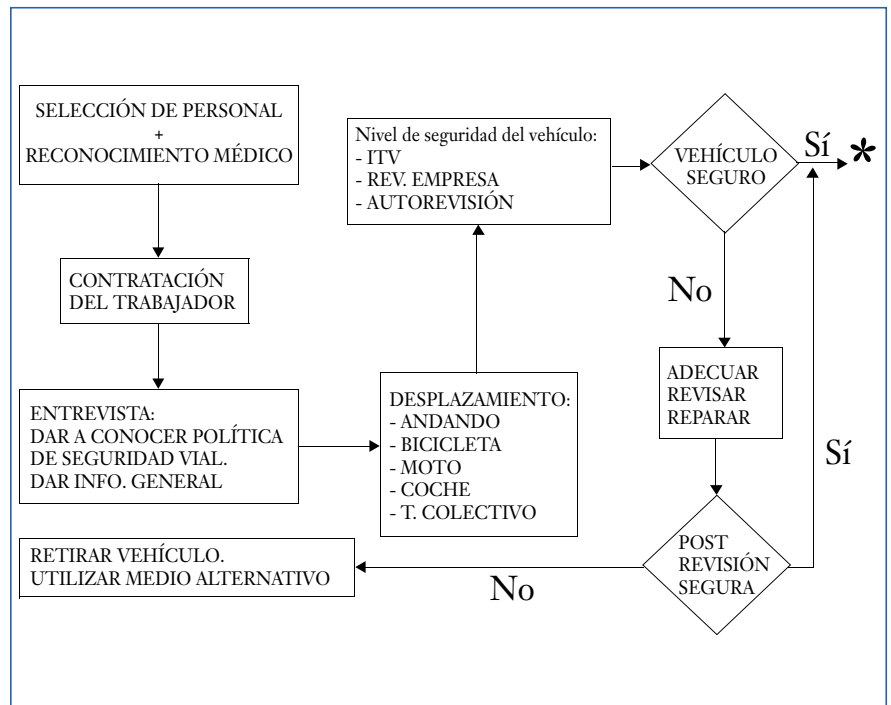 SELECCIÓN DE PERSONAL
+
RECONOCIMIENTO MÉDICO
CONTRATACIÓN
DEL TRABAJADOR
ENTREVISTA:
DAR A CONOCER POLÍTICA
DE SEGURIDAD VIAL.
DAR INFO. GENERAL
DESPLAZAMIENTO:
- ANDANDO
- BICICLETA
- MOTO
- COCHE
- T. COLECTIVO
Nivel de seguridad del vehículo:
- ITV
- REV. EMPRESA
- AUTOREVISIÓN
VEHÍCULO
SEGURO
Sí *
No
ADECUAR
REVISAR
REPARAR
POST
REVISIÓN
SEGURA
Sí
No
RETIRAR VEHÍCULO.
UTILIZAR MEDIO ALTERNATIVO